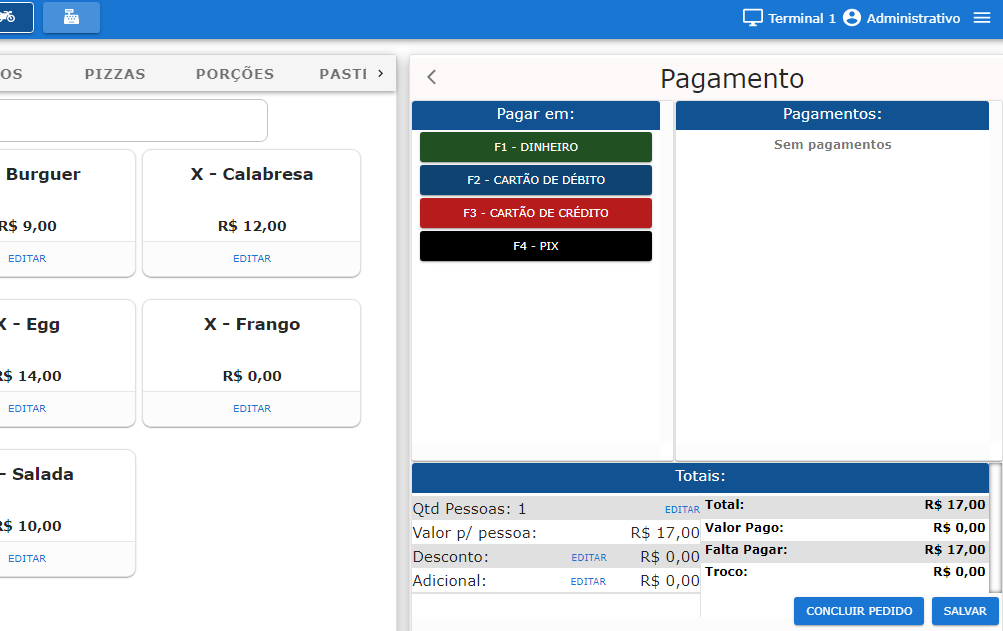 Terminal 1 Administrativo
OS PIZZAS PORÇÕES PASTÉ
Pagamento
Pagar em:
F1 - DINHEIRO
F2 - CARTÃO DE DÉBITO
F3 - CARTÃO DE CRÉDITO
F4 - PIX
Pagamentos:
Sem pagamentos
Burguer
R$ 9,00
EDITAR
X - Calabresa
R$ 12,00
EDITAR
X - Egg
R$ 14,00
EDITAR
X - Frango
R$ 0,00
EDITAR
- Salada
R$ 10,00
EDITAR
Totais:
Qtd Pessoas: 1 EDITAR
Valor p/ pessoa: R$ 17,00
Desconto: EDITAR R$ 0,00
Adicional: EDITAR R$ 0,00
Total: R$ 17,00
Valor Pago: R$ 0,00
Falta Pagar: R$ 17,00
Troco: R$ 0,00
CONCLUIR PEDIDO
SALVAR